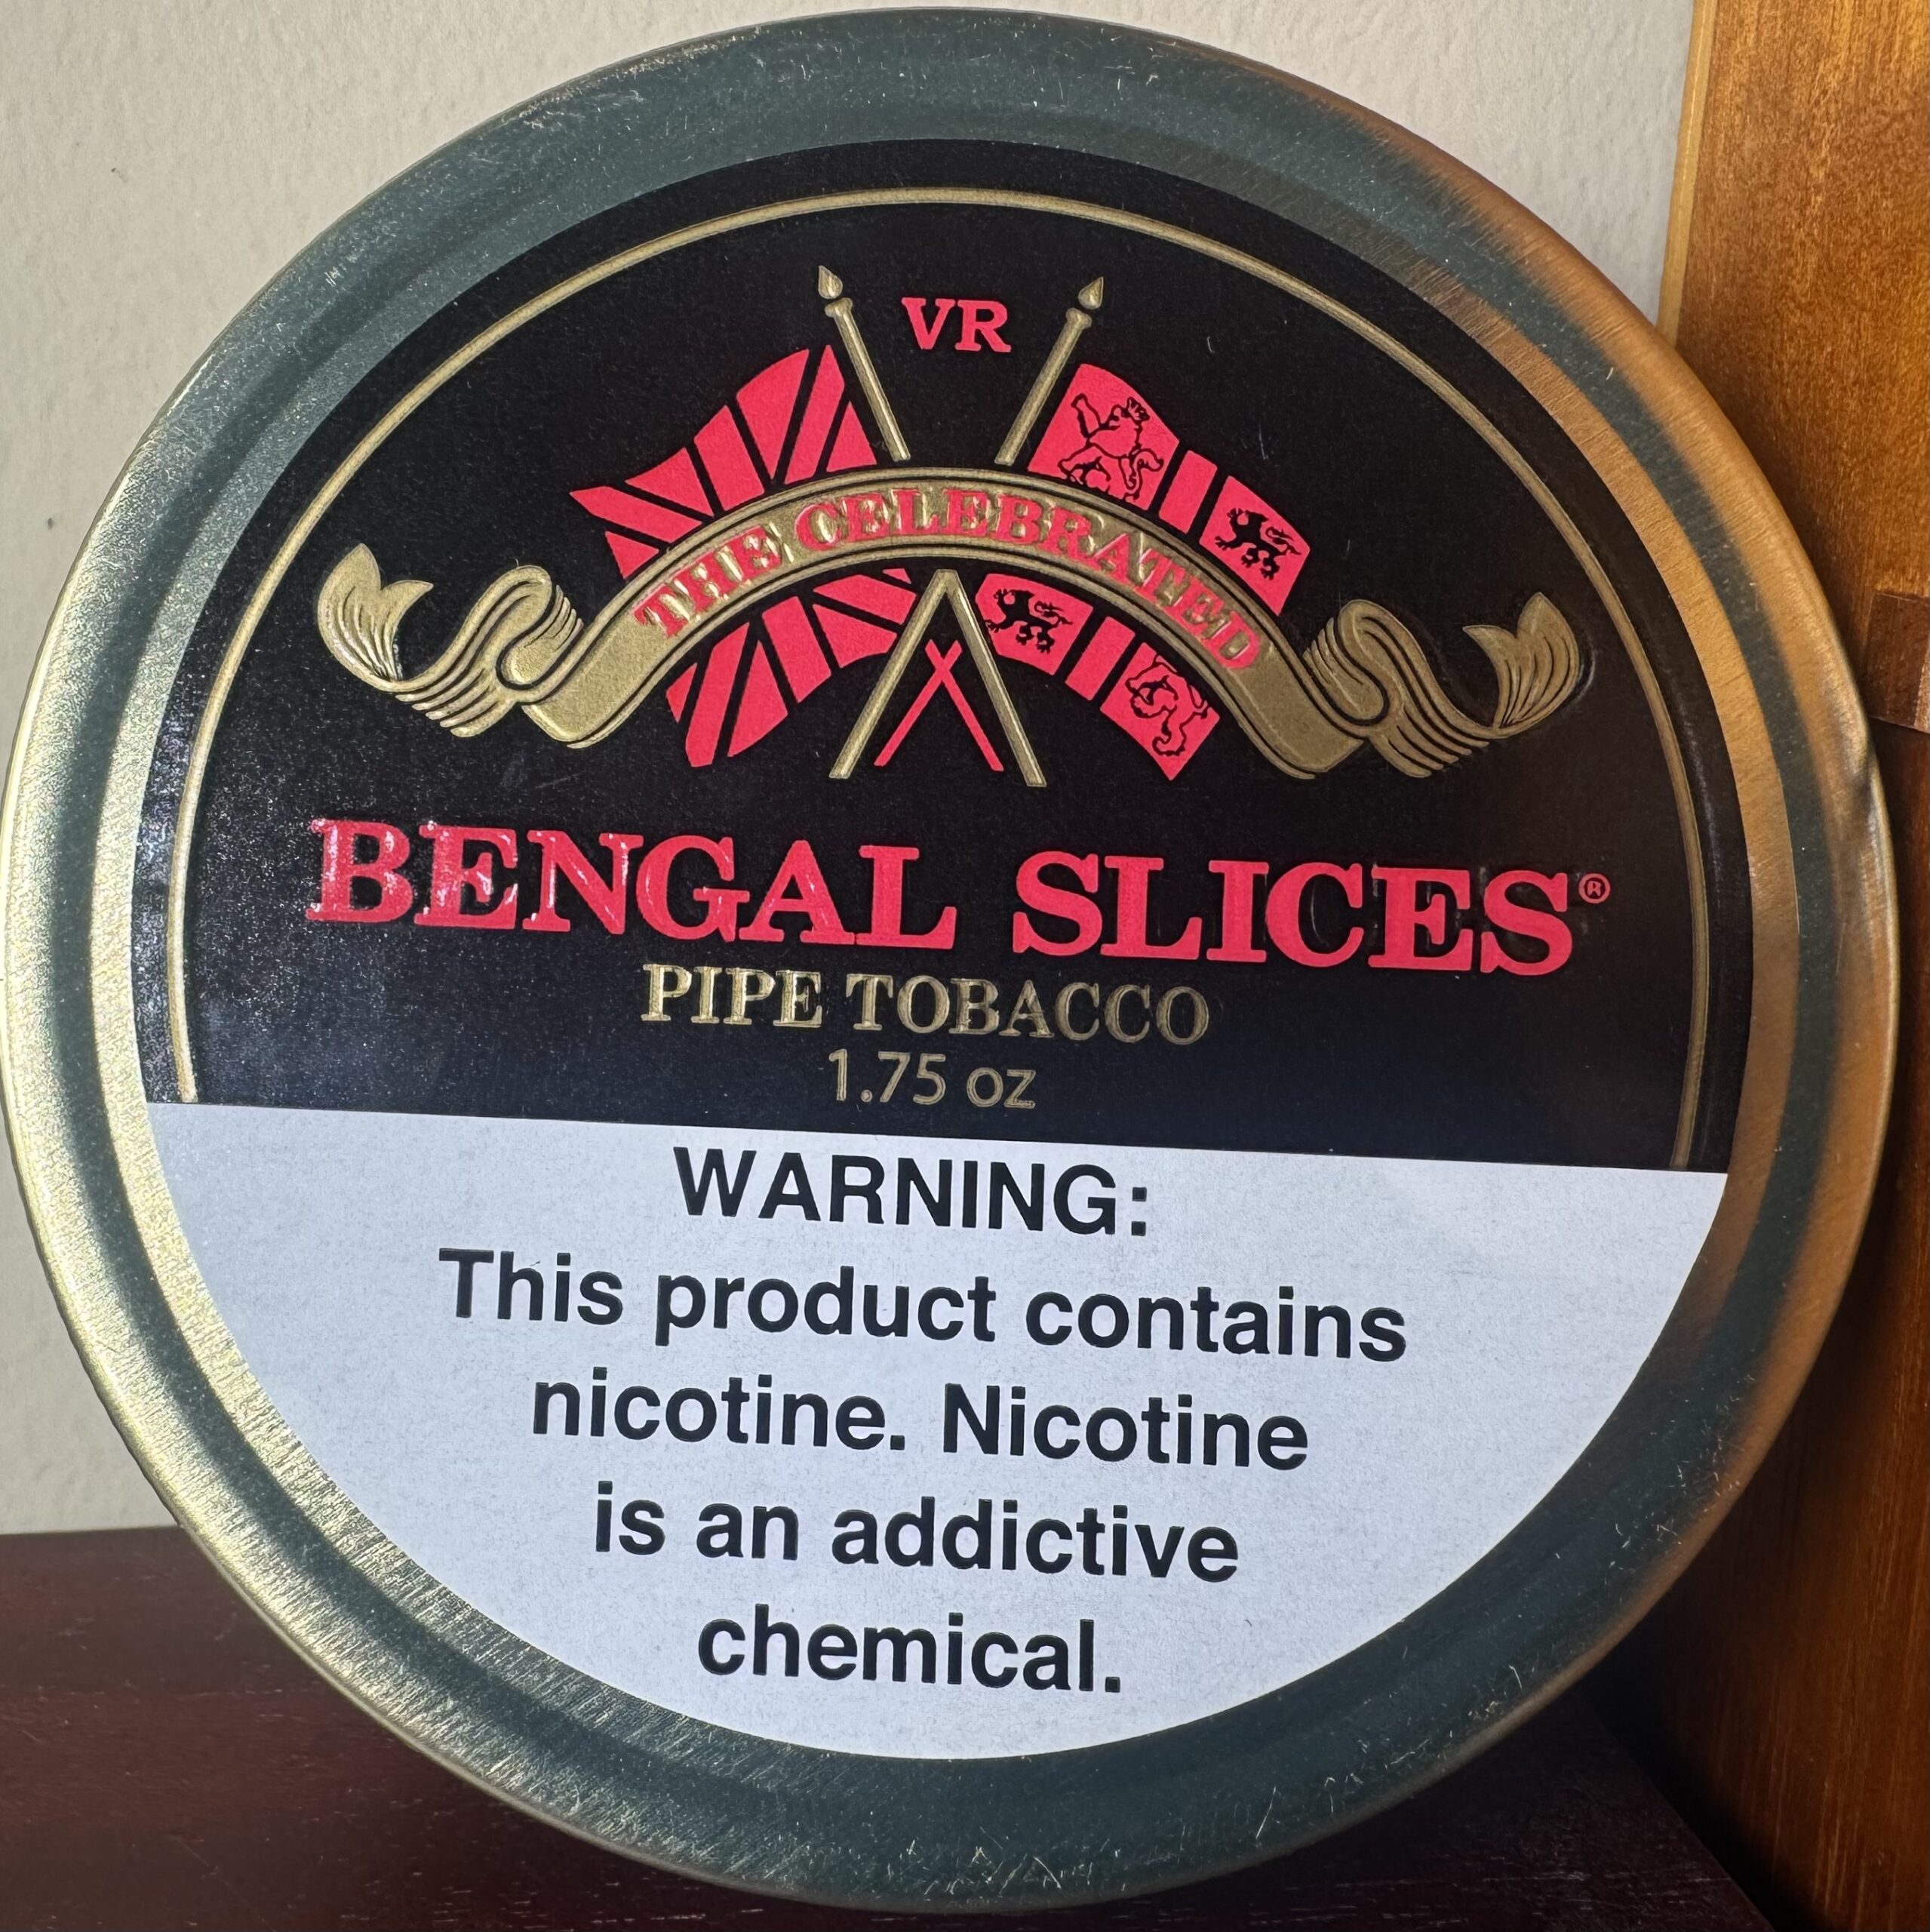 VR
THE CELEBRATED
BENGAL SLICES®
PIPE TOBACCO
1.75 oz
WARNING:
This product contains
nicotine. Nicotine
is an addictive
chemical.